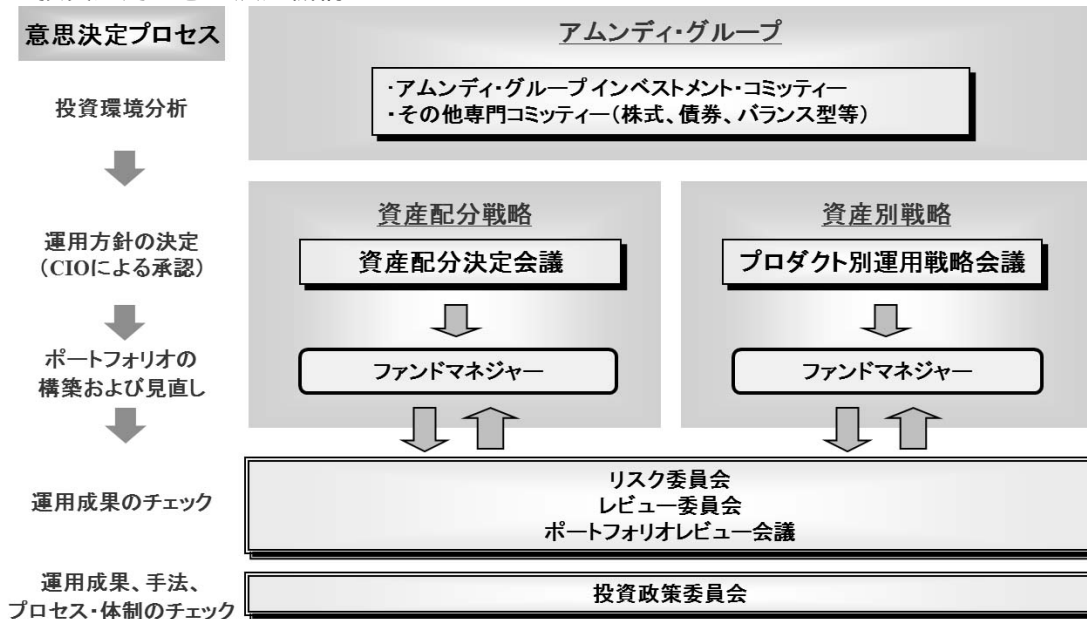 意思決定プロセス
アムンディ・グループ
投資環境分析
・アムンディ・グループインベストメント・コミッティー
・その他専門コミッティー（株式、債券、バランス型等）
資産配分戦略
資産別戦略
運用方針の決定
（CIOによる承認）
資産配分決定会議
プロダクト別運用戦略会議
ポートフォリオの
構築および見直し
ファンドマネジャー
ファンドマネジャー
運用成果のチェック
リスク委員会
レビュー委員会
ポートフォリオレビュー会議
運用成果、手法、
プロセス・体制のチェック
投資政策委員会